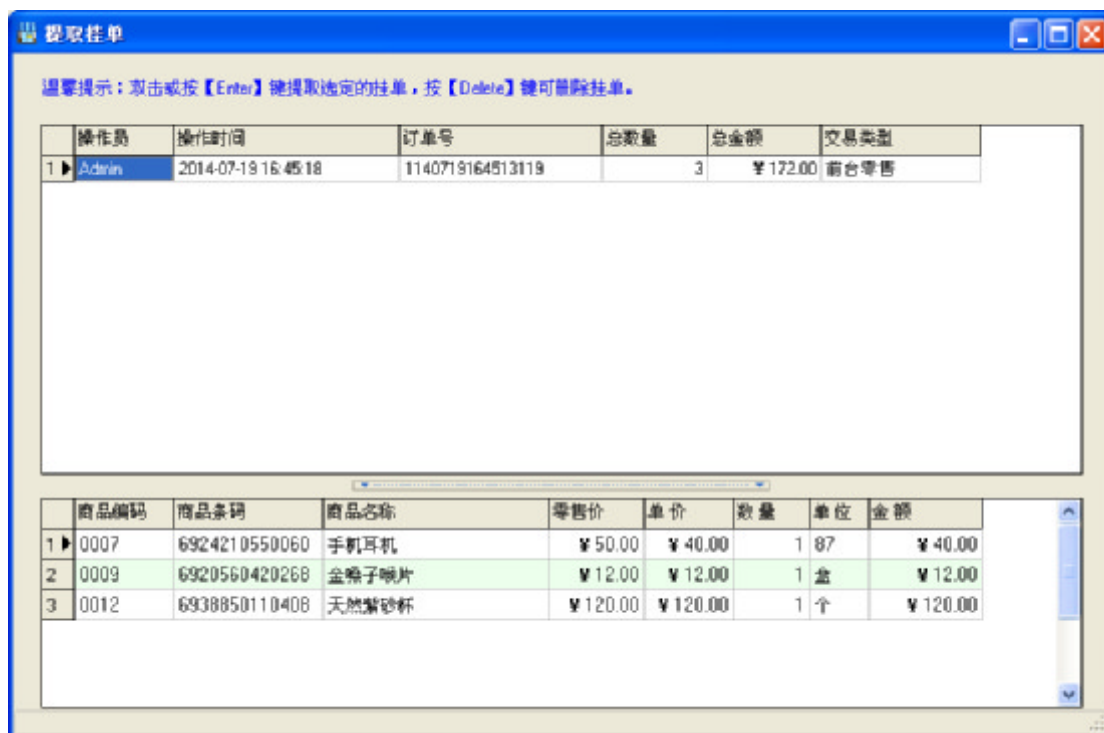 提取挂单
温馨提示：双击或按【Enter】键提取选定的挂单，按【Delete】键可删除挂单。
操作员 操作时间 订单号 总数量 总金额 交易类型
1 Admin 2014-07-19 16:45:18 1140719164513119 3 ¥172.00 前台零售
商品编码 商品条码 商品名称 零售价 单价 数量 单位 金额
1 0007 6924210550060 手机耳机 ¥50.00 ¥40.00 1 87 ¥40.00
2 0009 6920560420268 金嗓子喉片 ¥12.00 ¥12.00 1 盒 ¥12.00
3 0012 6938850110408 天然紫砂杯 ¥120.00 ¥120.00 1 个 ¥120.00